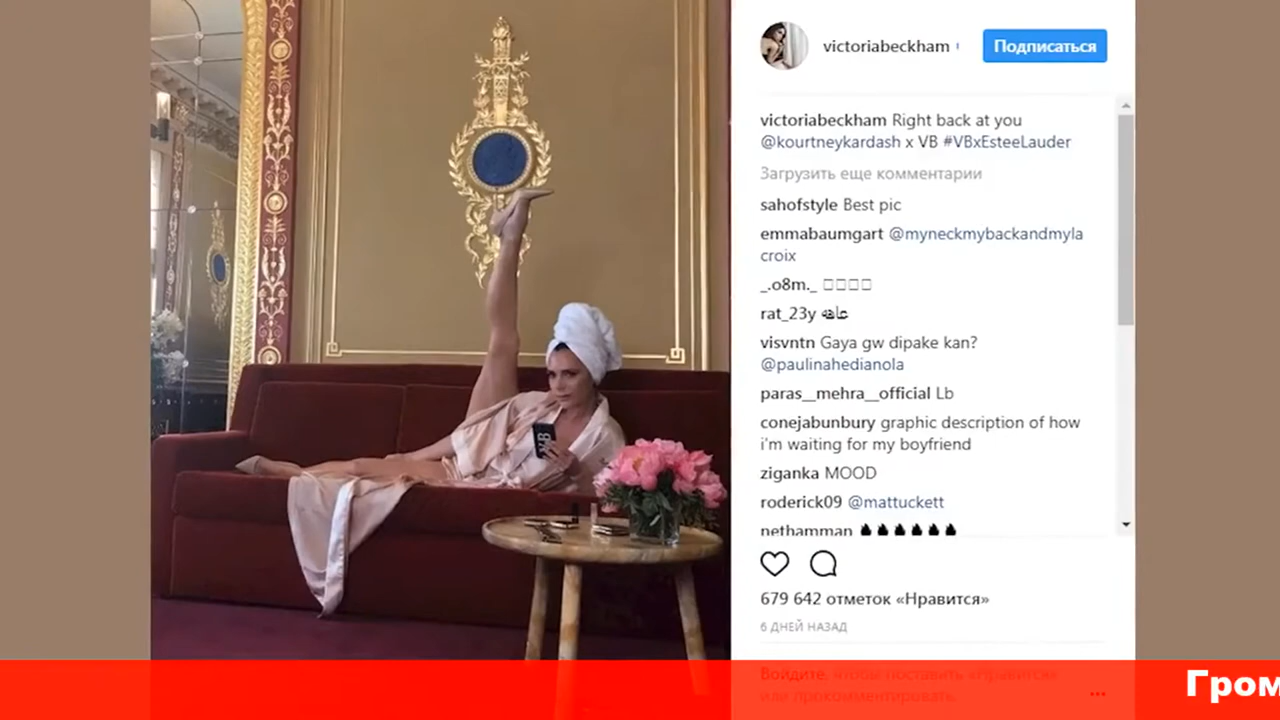 victoriabeckham
Подписаться
victoriabeckham Right back at you
@kourtneykardash x VB #VBxEsteeLauder
Загрузить еще комментарии
sahofstyle Best pic
emmabaumgart @myneckmybackandmyla
croix
_.o8m._
rat_23y عاهه
visvntn Gaya gw dipake kan?
@paulinahedianola
paras__mehra__official Lb
conejabunbury graphic description of how
i'm waiting for my boyfriend
ziganka MOOD
roderick09 @mattuckett
nethamman
VB
679 642 отметок «Нравится»
6 ДНЕЙ НАЗАД
Войдите, чтобы поставить «Нравится»
или прокомментировать.
Гром